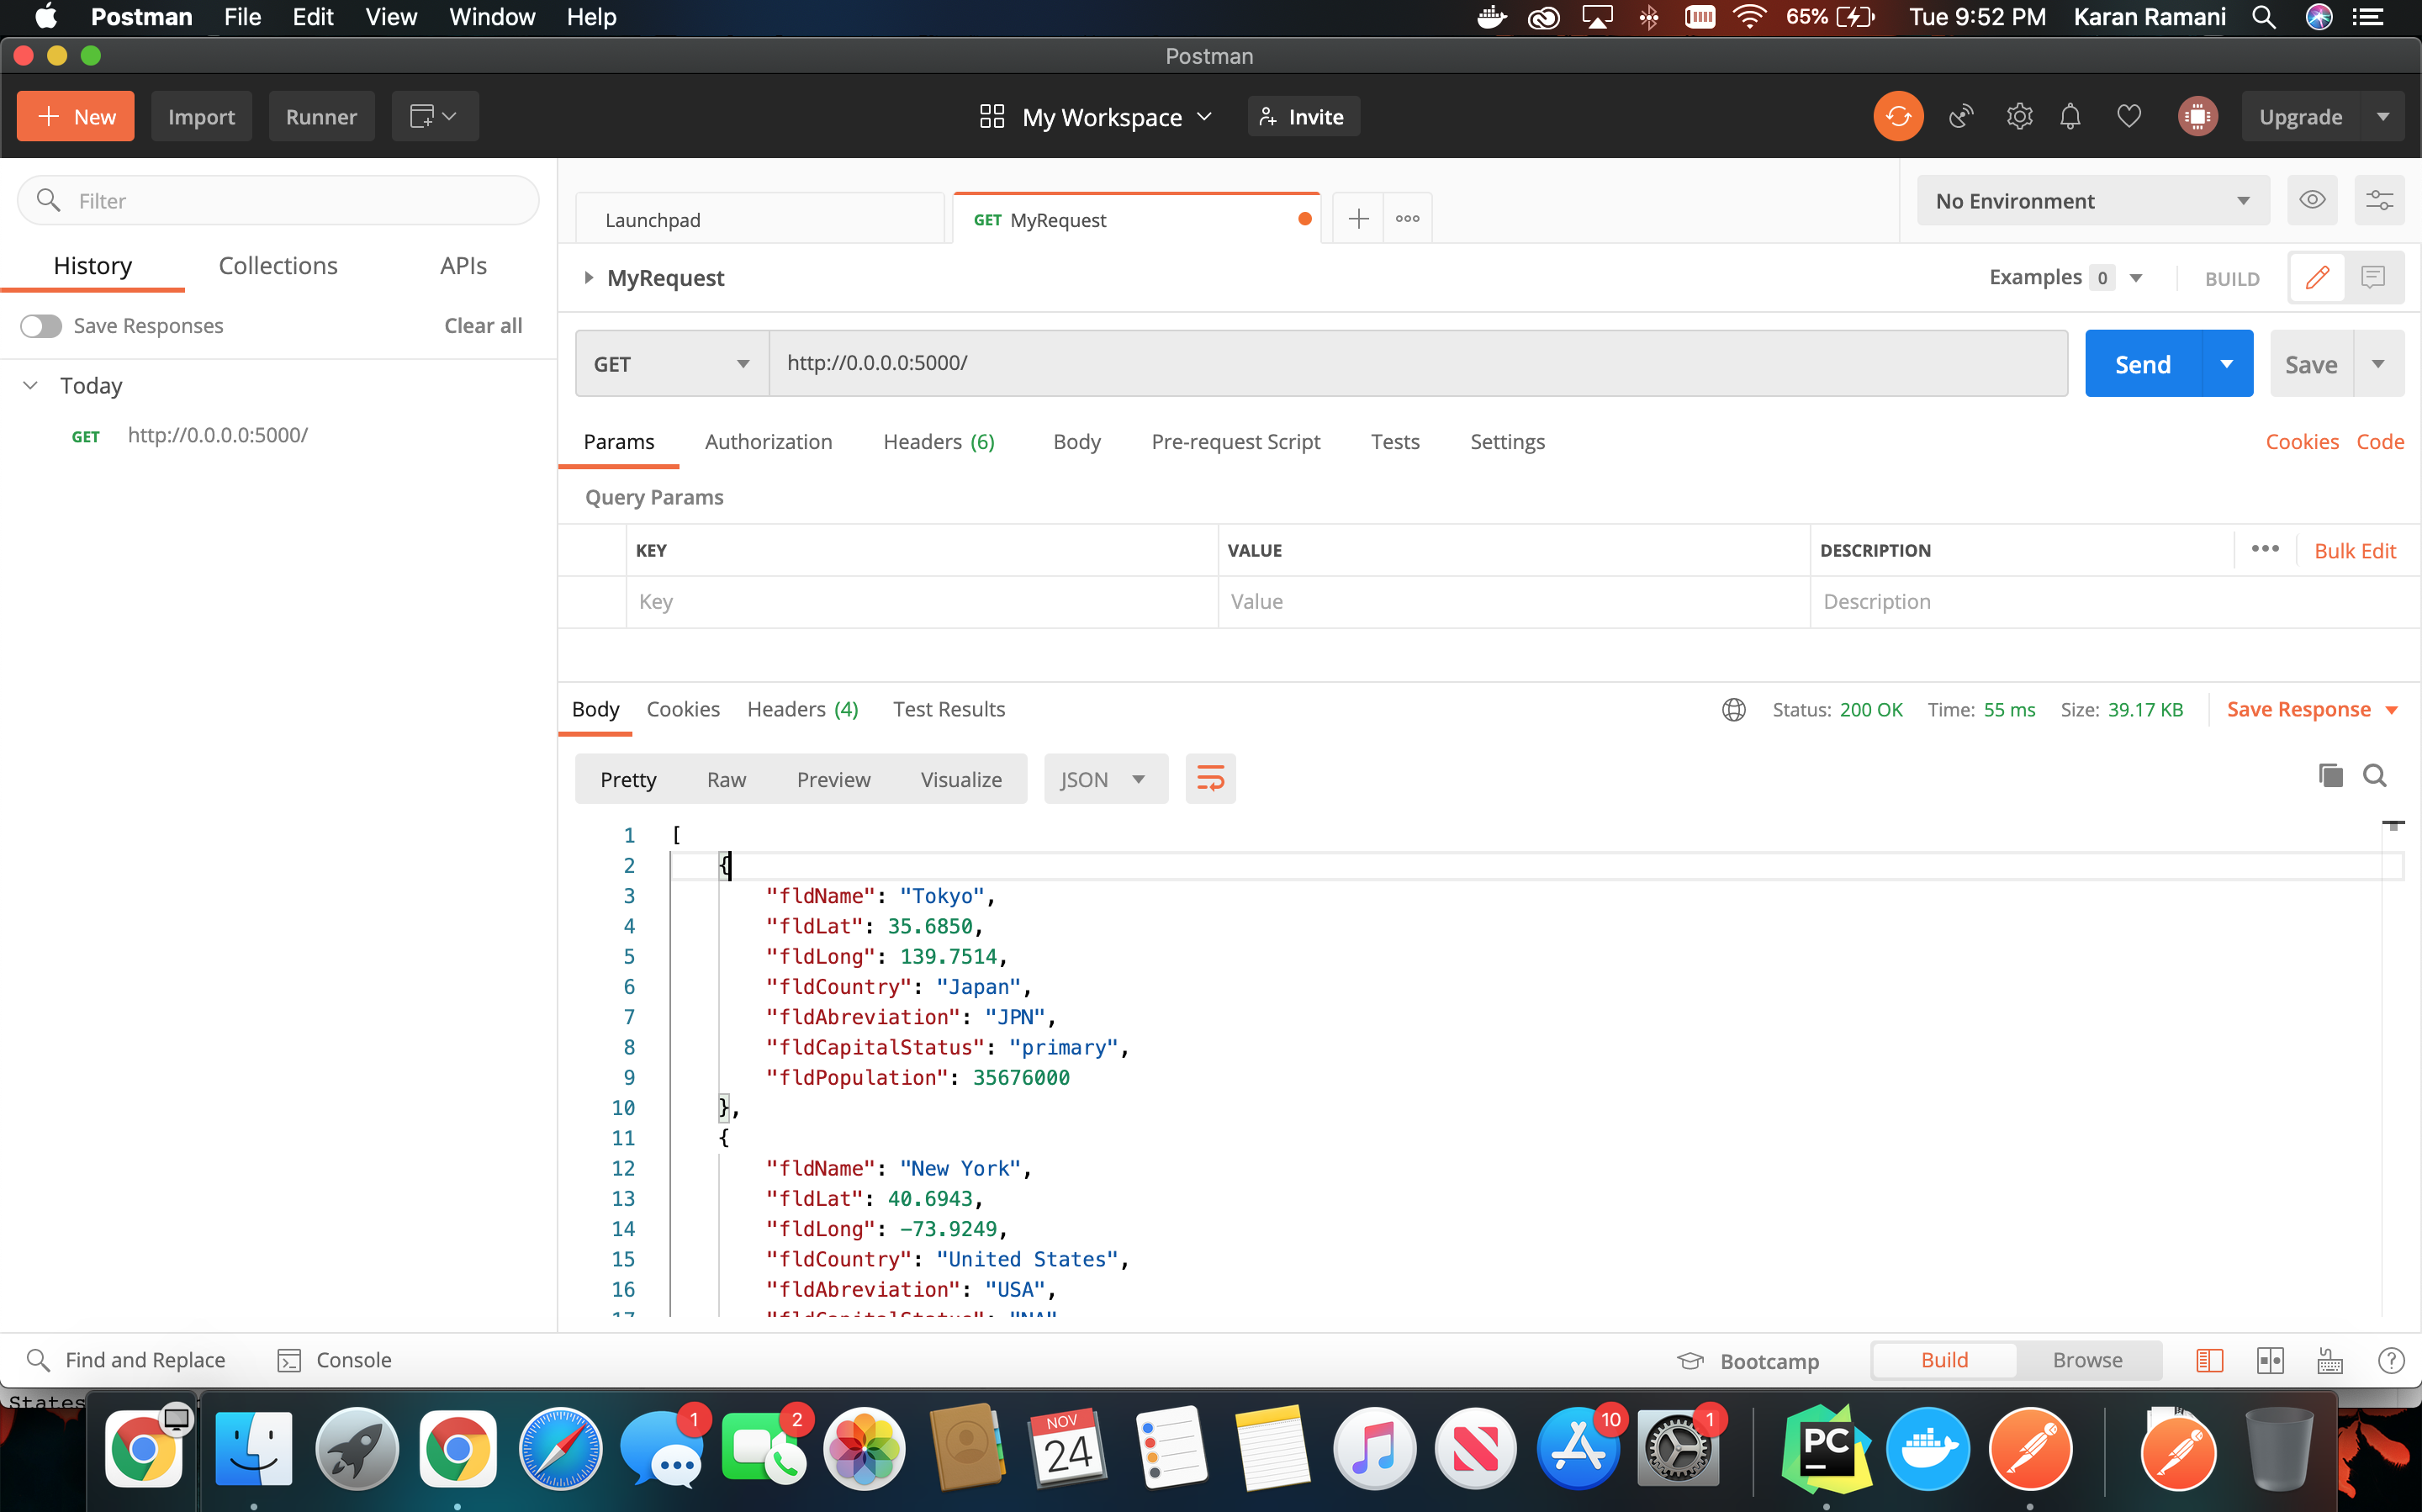 Postman File Edit View Window Help 65% Tue 9:52 PM Karan Ramani
Postman
New Import Runner My Workspace Invite Upgrade
Filter
Launchpad GET MyRequest No Environment
History Collections APIs
MyRequest Examples 0 BUILD
Save Responses Clear all
GET http://0.0.0.0:5000/ Send Save
Today
GET http://0.0.0.0:5000/
Params Authorization Headers (6) Body Pre-request Script Tests Settings Cookies Code
Query Params
KEY VALUE DESCRIPTION Bulk Edit
Key Value Description
Body Cookies Headers (4) Test Results Status: 200 OK Time: 55 ms Size: 39.17 KB Save Response
Pretty Raw Preview Visualize JSON
1 [
2 {
3 "fldName": "Tokyo",
4 "fldLat": 35.6850,
5 "fldLong": 139.7514,
6 "fldCountry": "Japan",
7 "fldAbreviation": "JPN",
8 "fldCapitalStatus": "primary",
9 "fldPopulation": 35676000
10 },
11 {
12 "fldName": "New York",
13 "fldLat": 40.6943,
14 "fldLong": -73.9249,
15 "fldCountry": "United States",
16 "fldAbreviation": "USA",
17 "fldCapitalStatus": "NA"
Find and Replace Console Bootcamp Build Browse
States
1 2 NOV 24 10 1 PC